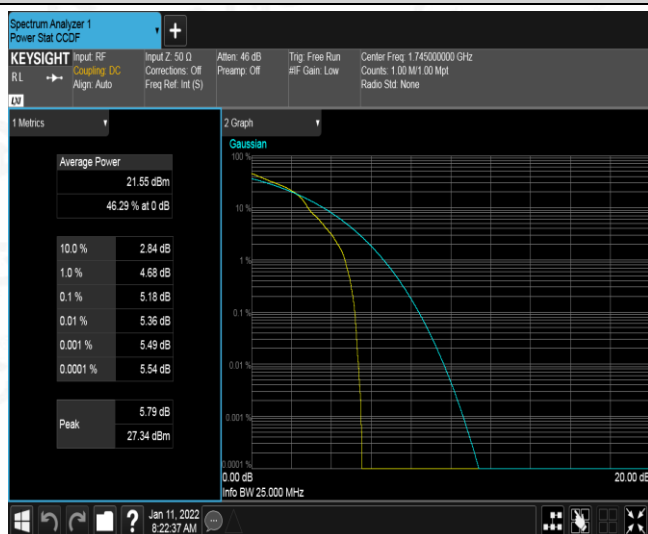 Spectrum Analyzer 1
Power Stat CCDF
+
KEYSIGHT
RL
LXI
Input: RF
Coupling: DC
Align: Auto
Input Z: 50 Ω
Corrections: Off
Freq Ref: Int (S)
Atten: 46 dB
Preamp: Off
Trig: Free Run
#IF Gain: Low
Center Freq: 1.745000000 GHz
Counts: 1.00 M/1.00 Mpt
Radio Std: None
1 Metrics
Average Power
21.55 dBm
46.29 % at 0 dB
10.0 % 2.84 dB
1.0 % 4.68 dB
0.1 % 5.18 dB
0.01 % 5.36 dB
0.001 % 5.49 dB
0.0001 % 5.54 dB
Peak
5.79 dB
27.34 dBm
2 Graph
Gaussian
100 %
10 %
1 %
0.1 %
0.01 %
0.001 %
0.0001 %
0.00 dB 20.00 dB
Info BW 25.000 MHz
?
Jan 11, 2022
8:22:37 AM